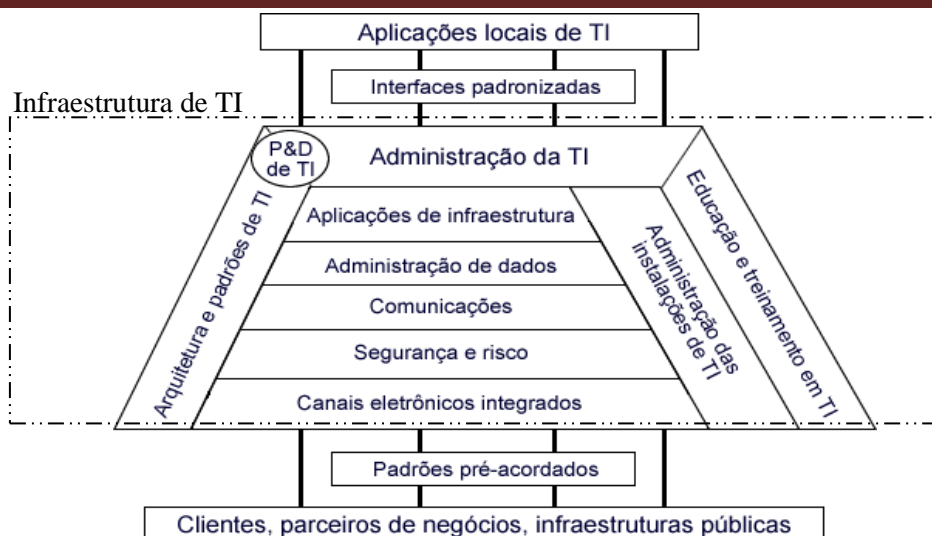 Aplicações locais de TI
Interfaces padronizadas
Infraestrutura de TI
P&D
de TI
Administração da TI
Arquitetura e padrões de TI
Aplicações de infraestrutura
Administração de dados
Comunicações
Segurança e risco
Canais eletrônicos integrados
Administração das
instalações de TI
Educação e treinamento em TI
Padrões pré-acordados
Clientes, parceiros de negócios, infraestruturas públicas